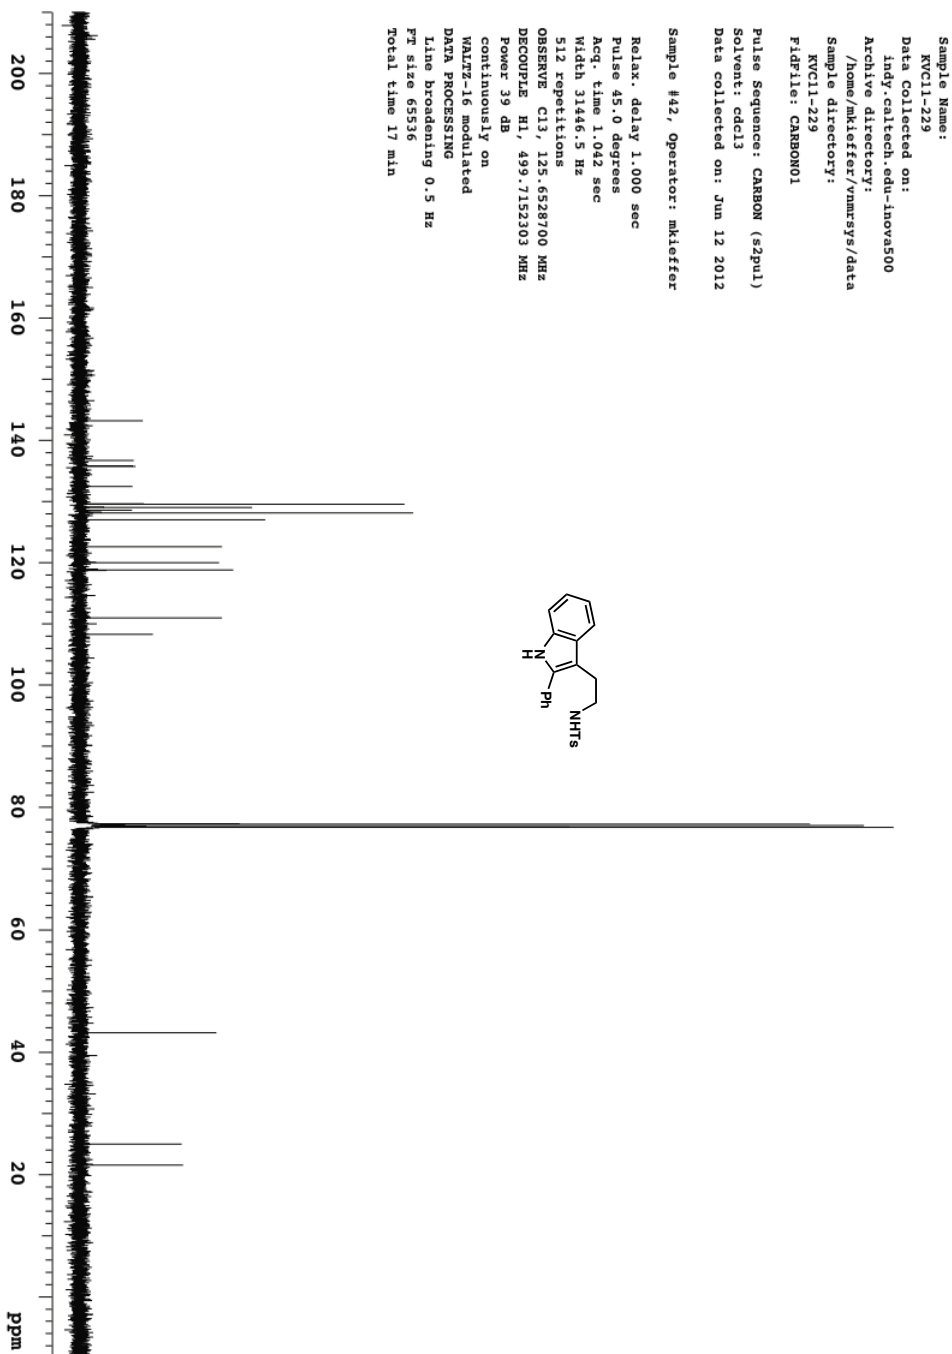 Sample Name:
KVC11-229
Data Collected on:
indy.caltech.edu-inova500
Archive directory:
/home/mkieffer/vnmrsys/data
Sample directory:
KVC11-229
FidFile: CARBON01
Pulse Sequence: CARBON (s2pul)
Solvent: cdcl3
Data collected on: Jun 12 2012
Sample #42, Operator: mkieffer
Relax. delay 1.000 sec
Pulse 45.0 degrees
Acq. time 1.042 sec
Width 31446.5 Hz
512 repetitions
OBSERVE C13, 125.6528700 MHz
DECOUPLE H1, 499.7152303 MHz
Power 39 dB
continuously on
WALTZ-16 modulated
DATA PROCESSING
Line broadening 0.5 Hz
FT size 65536
Total time 17 min
NHTs
N
H
Ph
200 180 160 140 120 100 80 60 40 20 ppm